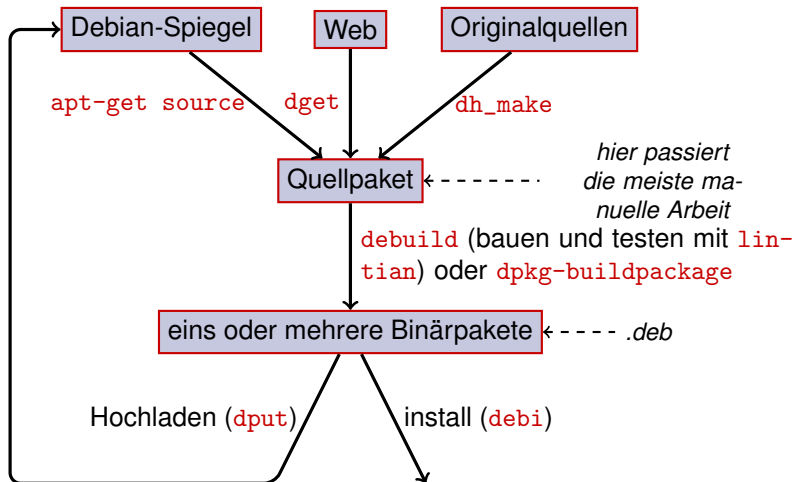 Debian-Spiegel
Web
Originalquellen
apt-get source
dget
dh_make
Quellpaket
hier passiert
die meiste ma-
nuelle Arbeit
debuild (bauen und testen mit lin-
tian) oder dpkg-buildpackage
eins oder mehrere Binärpakete
.deb
Hochladen (dput)
install (debi)